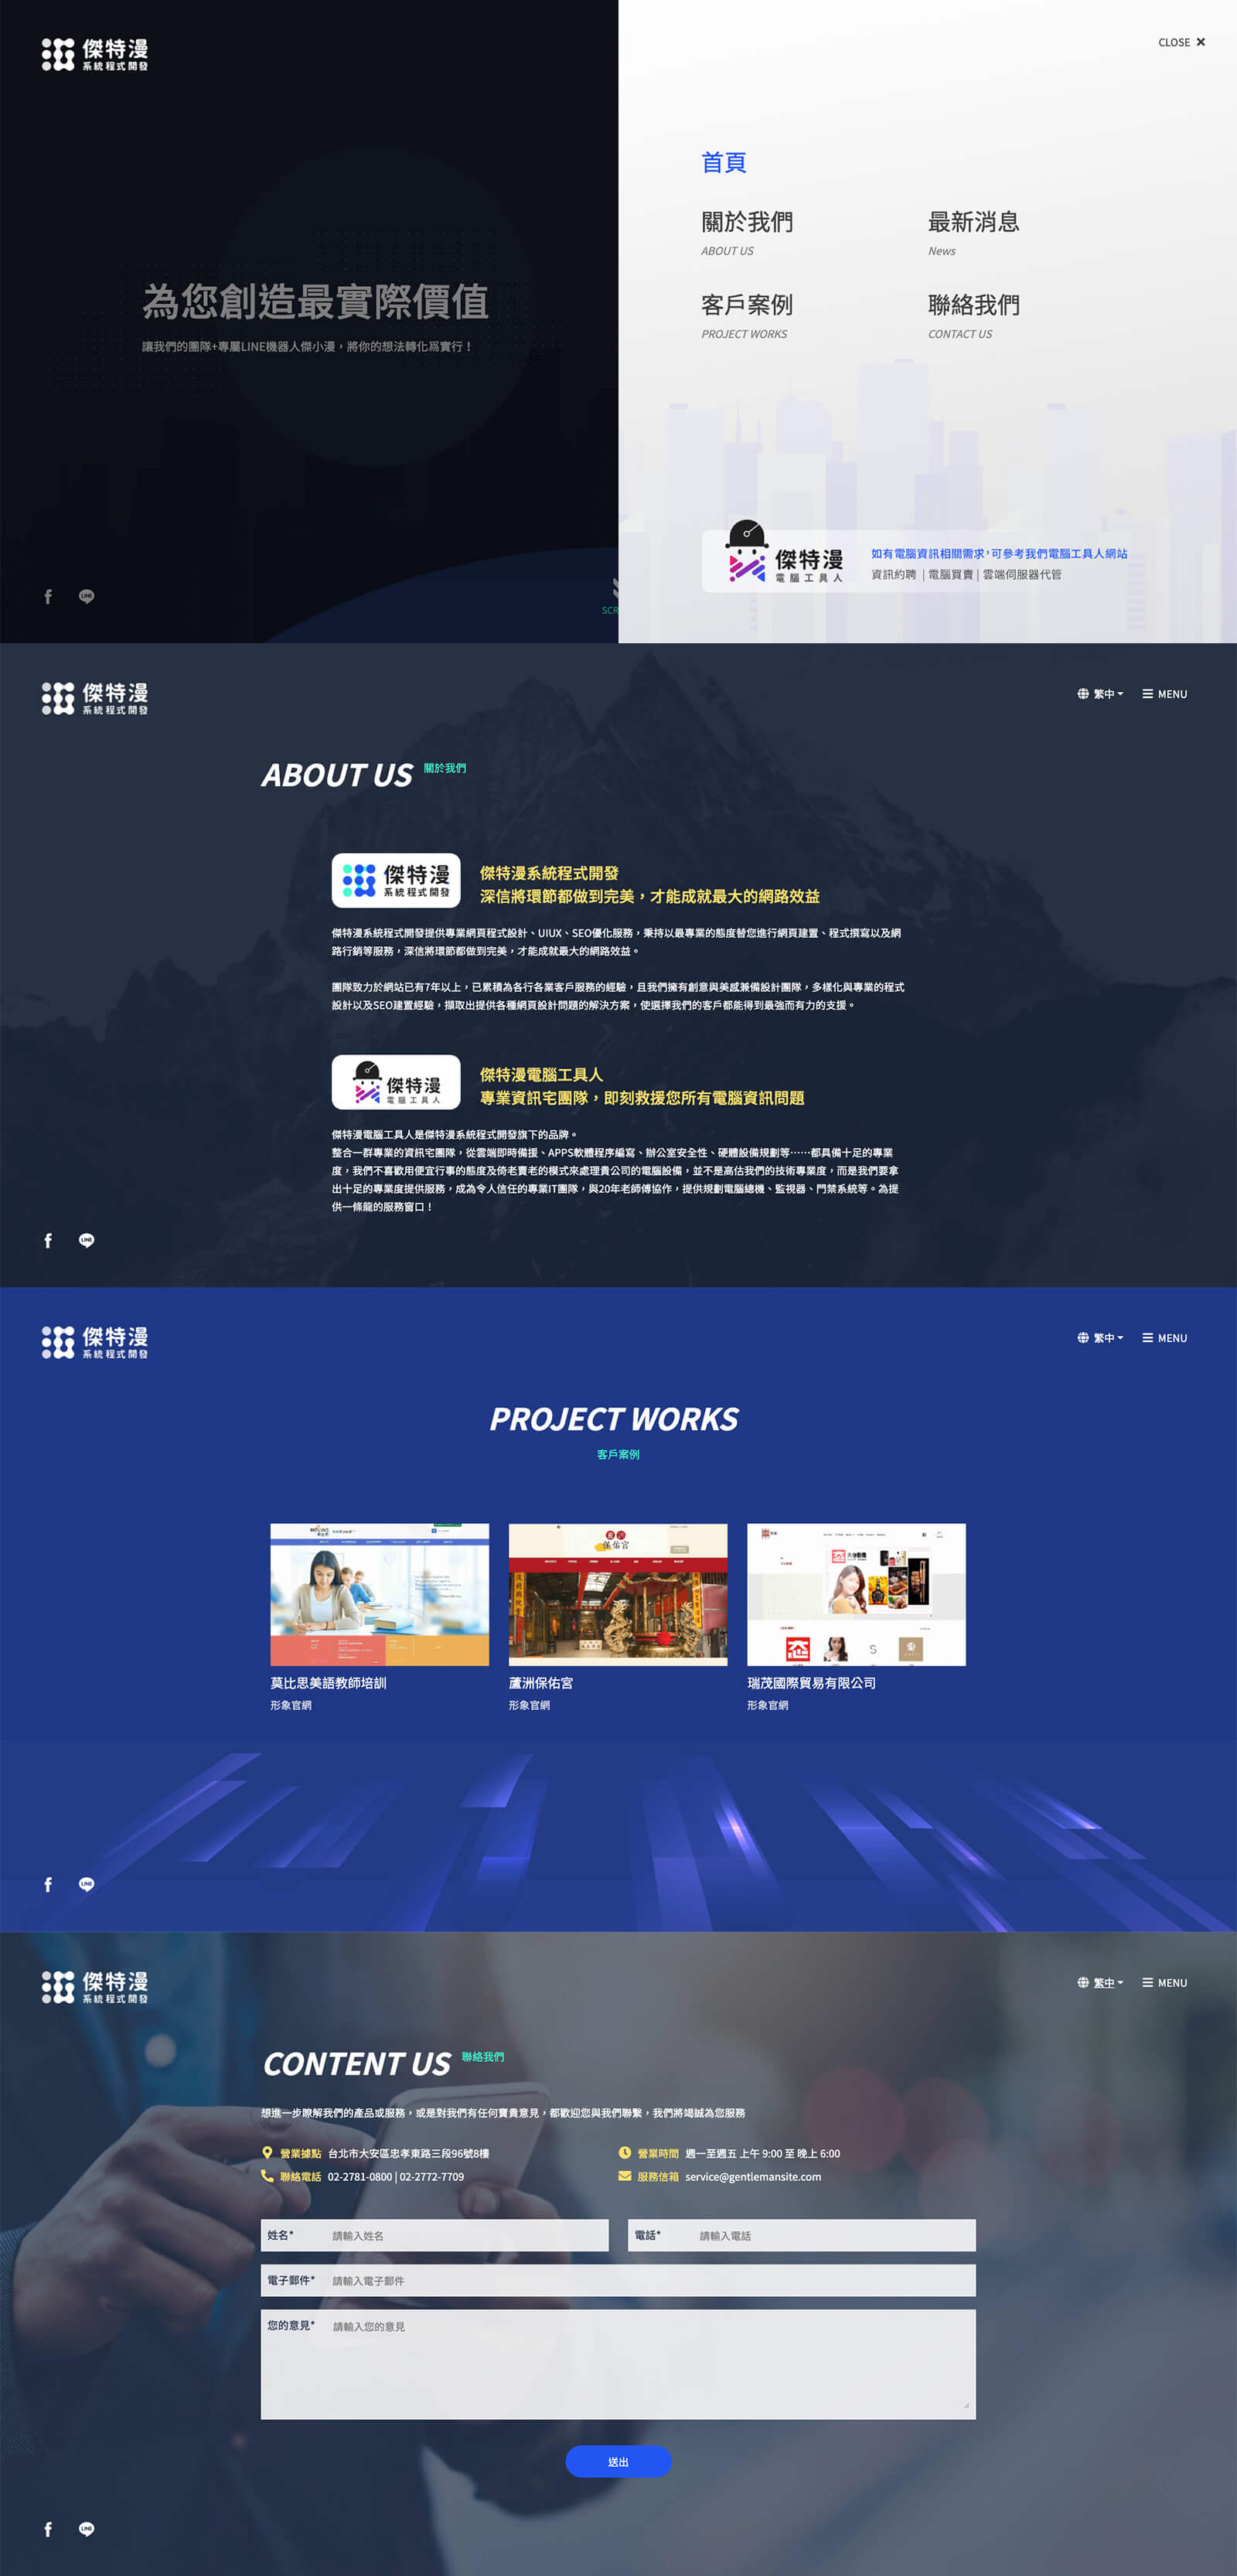 傑特漫
系統程式開發
CLOSE
首頁
關於我們
ABOUT US
最新消息
News
客戶案例
PROJECT WORKS
聯絡我們
CONTACT US
為您創造最實際價值
讓我們的團隊+專屬LINE機器人傑小漫，將你的想法轉化爲實行！
傑特漫
電腦工具人
如有電腦資訊相關需求，可參考我們電腦工具人網站
資訊約聘 | 電腦買賣 | 雲端伺服器代管
LINE
SCR
傑特漫
系統程式開發
繁中
MENU
ABOUT US 關於我們
傑特漫
系統程式開發
傑特漫系統程式開發
深信將環節都做到完美，才能成就最大的網路效益
傑特漫系統程式開發提供專業網頁程式設計、UIUX、SEO優化服務，秉持以最專業的態度替您進行網頁建置、程式撰寫以及網
路行銷等服務，深信將環節都做到完美，才能成就最大的網路效益。
團隊致力於網站已有7年以上，已累積為各行各業客戶服務的經驗，且我們擁有創意與美感兼備設計團隊，多樣化與專業的程式
設計以及SEO建置經驗，擷取出提供各種網頁設計問題的解決方案，使選擇我們的客戶都能得到最強而有力的支援。
傑特漫
電腦工具人
傑特漫電腦工具人
專業資訊宅團隊，即刻救援您所有電腦資訊問題
傑特漫電腦工具人是傑特漫系統程式開發旗下的品牌。
整合一群專業的資訊宅團隊，從雲端即時備援、APPS軟體程序編寫、辦公室安全性、硬體設備規劃等⋯⋯都具備十足的專業
度，我們不喜歡用便宜行事的態度及倚老賣老的模式來處理貴公司的電腦設備，並不是高估我們的技術專業度，而是我們要拿
出十足的專業度提供服務，成為令人信任的專業IT團隊，與20年老師傅協作，提供規劃電腦總機、監視器、門禁系統等。為提
供一條龍的服務窗口！
LINE
傑特漫
系統程式開發
繁中
MENU
PROJECT WORKS
客戶案例
保佑宮
莫比思美語教師培訓
形象官網
蘆洲保佑宮
形象官網
瑞茂國際貿易有限公司
形象官網
LINE
傑特漫
系統程式開發
繁中
MENU
CONTENT US 聯絡我們
想進一步瞭解我們的產品或服務，或是對我們有任何寶貴意見，都歡迎您與我們聯繫，我們將竭誠為您服務
營業據點 台北市大安區忠孝東路三段96號8樓
營業時間 週一至週五 上午 9:00 至 晚上 6:00
聯絡電話 02-2781-0800 | 02-2772-7709
服務信箱 service@gentlemansite.com
姓名* 請輸入姓名
電話* 請輸入電話
電子郵件* 請輸入電子郵件
您的意見* 請輸入您的意見
送出
LINE